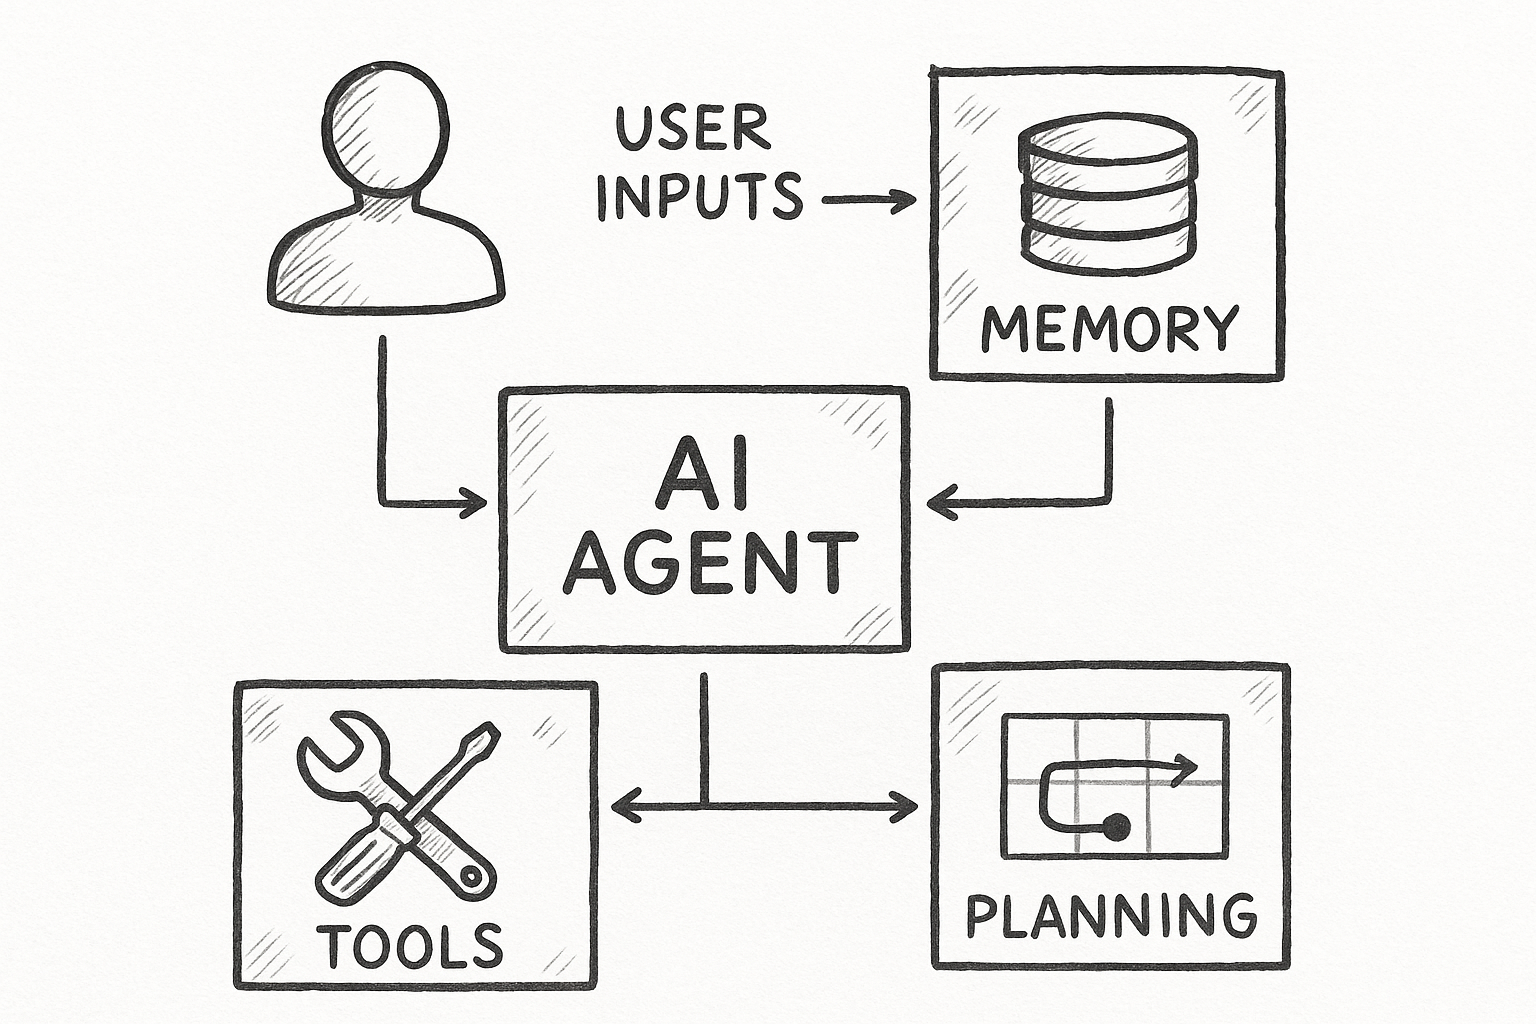 USER
INPUTS
MEMORY
AI
AGENT
TOOLS
PLANNING